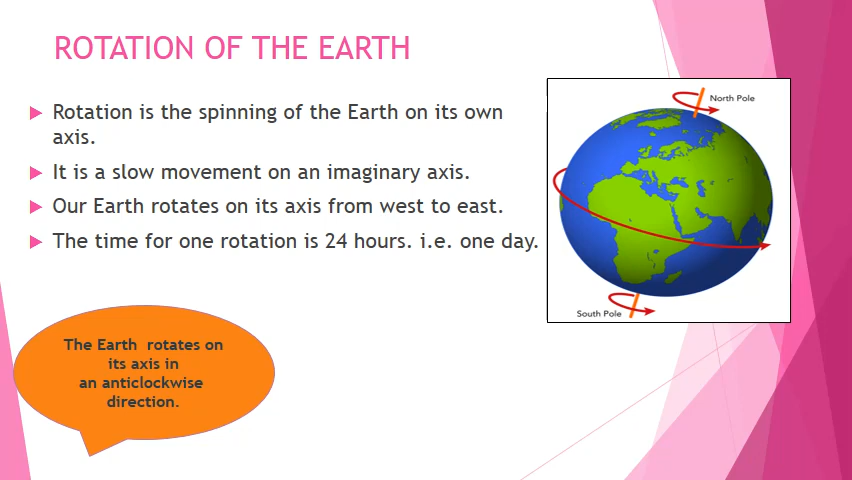 ROTATION OF THE EARTH
Rotation is the spinning of the Earth on its own
axis.
It is a slow movement on an imaginary axis.
Our Earth rotates on its axis from west to east.
The time for one rotation is 24 hours. i.e. one day.
North Pole
South Pole
The Earth rotates on
its axis in
an anticlockwise
direction.